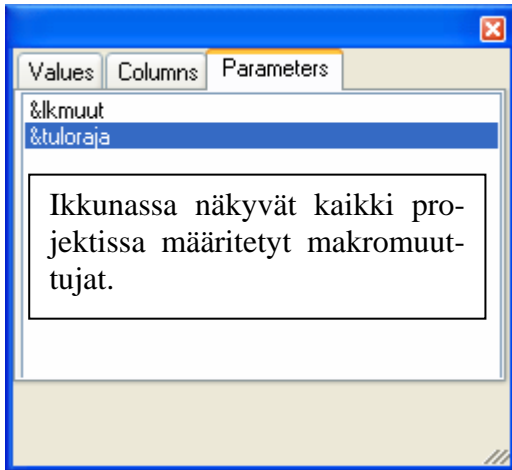 Values Columns Parameters
&lkmuut
&tuloraja
Ikkunassa näkyvät kaikki pro-
jektissa määritetyt makromuut-
tujat.